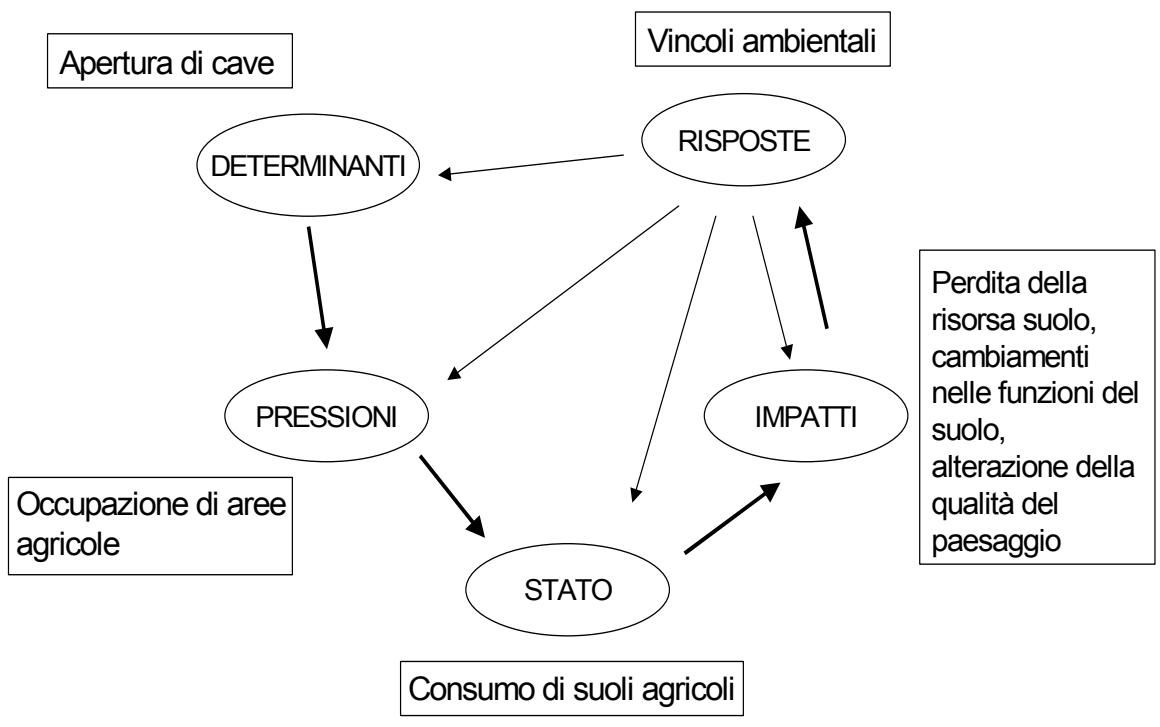 Vincoli ambientali
Apertura di cave
RISPOSTE
DETERMINANTI
Perdita della
risorsa suolo,
cambiamenti
nelle funzioni del
suolo,
alterazione della
qualità del
paesaggio
PRESSIONI
IMPATTI
Occupazione di aree
agricole
STATO
Consumo di suoli agricoli